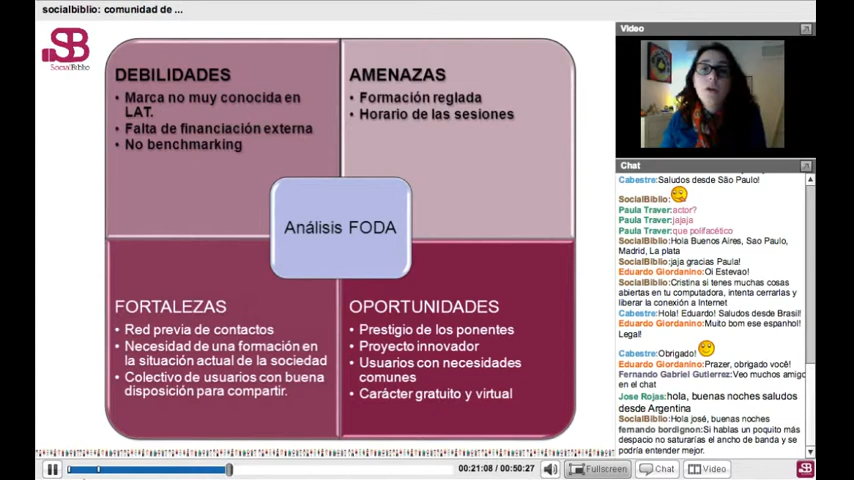 socialbiblio: comunidad de ...
SB
SocialBiblio
DEBILIDADES
• Marca no muy conocida en
LAT.
• Falta de financiación externa
• No benchmarking
AMENAZAS
• Formación reglada
• Horario de las sesiones
Análisis FODA
FORTALEZAS
• Red previa de contactos
• Necesidad de una formación en
la situación actual de la sociedad
• Colectivo de usuarios con buena
disposición para compartir.
OPORTUNIDADES
• Prestigio de los ponentes
• Proyecto innovador
• Usuarios con necesidades
comunes
• Carácter gratuito y virtual
Video
Chat
Cabestre:Saludos desde São Paulo!
SocialBiblio:
Paula Traver:actor?
Paula Traver:jajaja
Paula Traver:que polifacético
SocialBiblio:Hola Buenos Aires, Sao Paulo,
Madrid, La plata
SocialBiblio:jaja gracias Paula!
Eduardo Giordanino:Oi Estevao!
SocialBiblio:Cristina si tenes muchas cosas
abiertas en tu computadora, intenta cerrarlas y
liberar la conexión a Internet
Cabestre:Hola! Eduardo! Saludos desde Brasil!
Eduardo Giordanino:Muito bom ese espanhol!
Legal!
Cabestre:Obrigado!
Eduardo Giordanino:Prazer, obrigado você!
Fernando Gabriel Gutierrez:Veo muchos amigo
en el chat
Jose Rojas:hola, buenas noches saludos
desde Argentina
SocialBiblio:Hola josé, buenas noches
fernando bordignon:Si hablas un poquito más
despacio no saturarías el ancho de banda y se
podría entender mejor.
00:21:08 / 00:50:27
Fullscreen
Chat
Video
SB